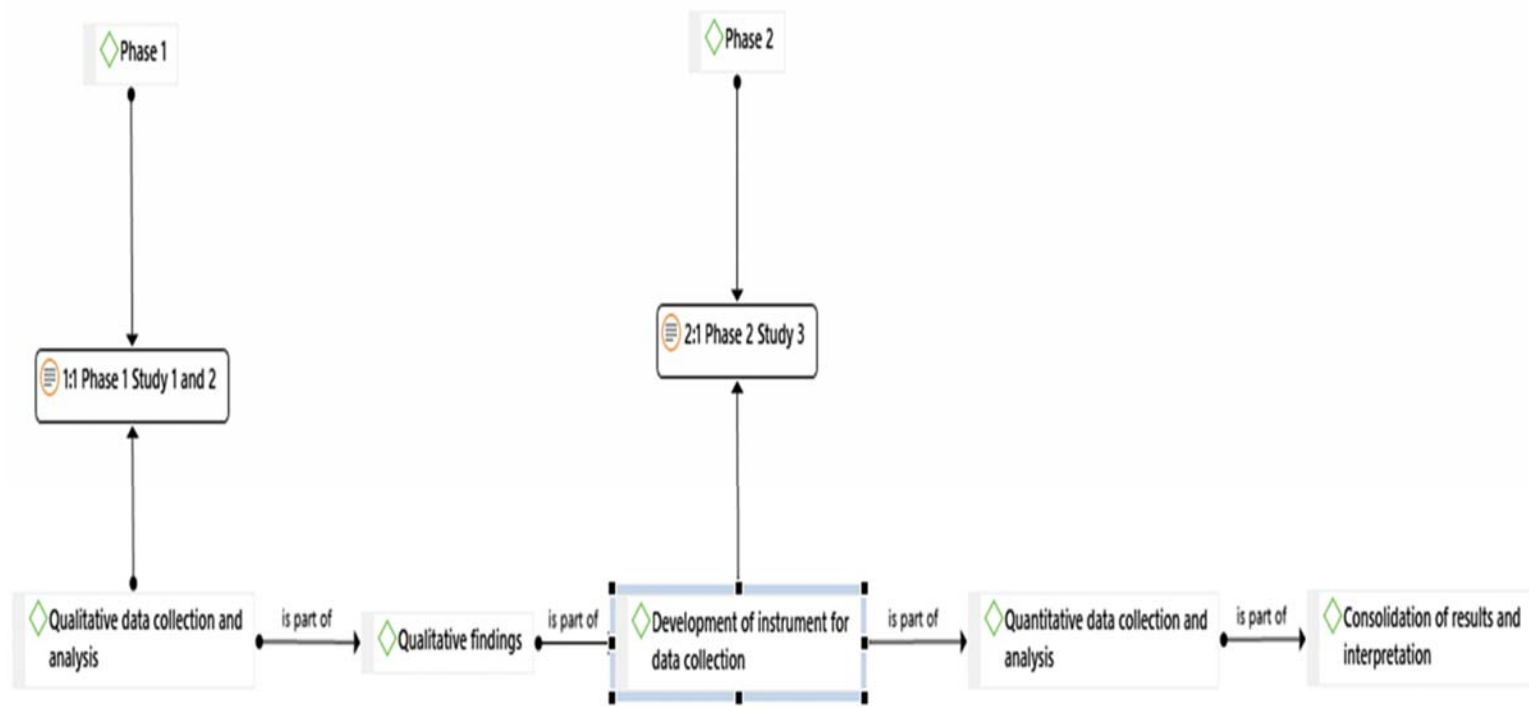 Phase 1
Phase 2
2:1 Phase 2 Study 3
1:1 Phase 1 Study 1 and 2
Qualitative data collection and
analysis
is part of
Qualitative findings
is part of
Development of instrument for
data collection
is part of
Quantitative data collection and
analysis
is part of
Consolidation of results and
interpretation